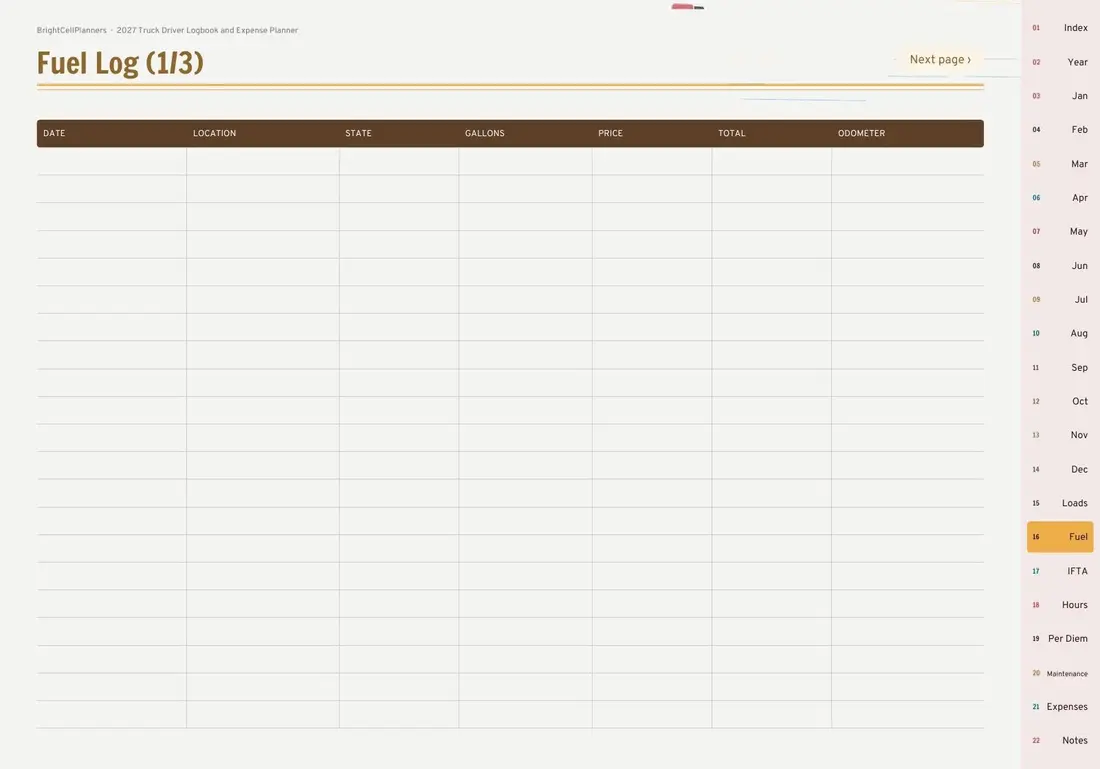 BrightCellPlanners · 2027 Truck Driver Logbook and Expense Planner
Fuel Log (1/3)
Next page ›
DATE LOCATION STATE GALLONS PRICE TOTAL ODOMETER
01 Index
02 Year
03 Jan
04 Feb
05 Mar
06 Apr
07 May
08 Jun
09 Jul
10 Aug
11 Sep
12 Oct
13 Nov
14 Dec
15 Loads
16 Fuel
17 IFTA
18 Hours
19 Per Diem
20 Maintenance
21 Expenses
22 Notes